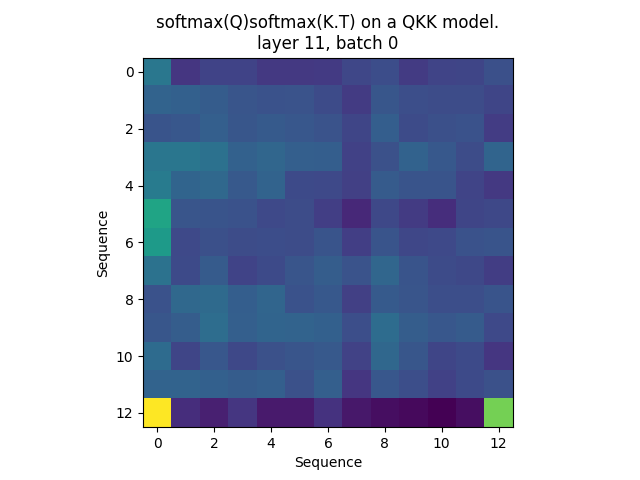 softmax(Q)softmax(K.T) on a QKK model.
layer 11, batch 0
0
2
4
6
8
10
12
Sequence
0 2 4 6 8 10 12
Sequence